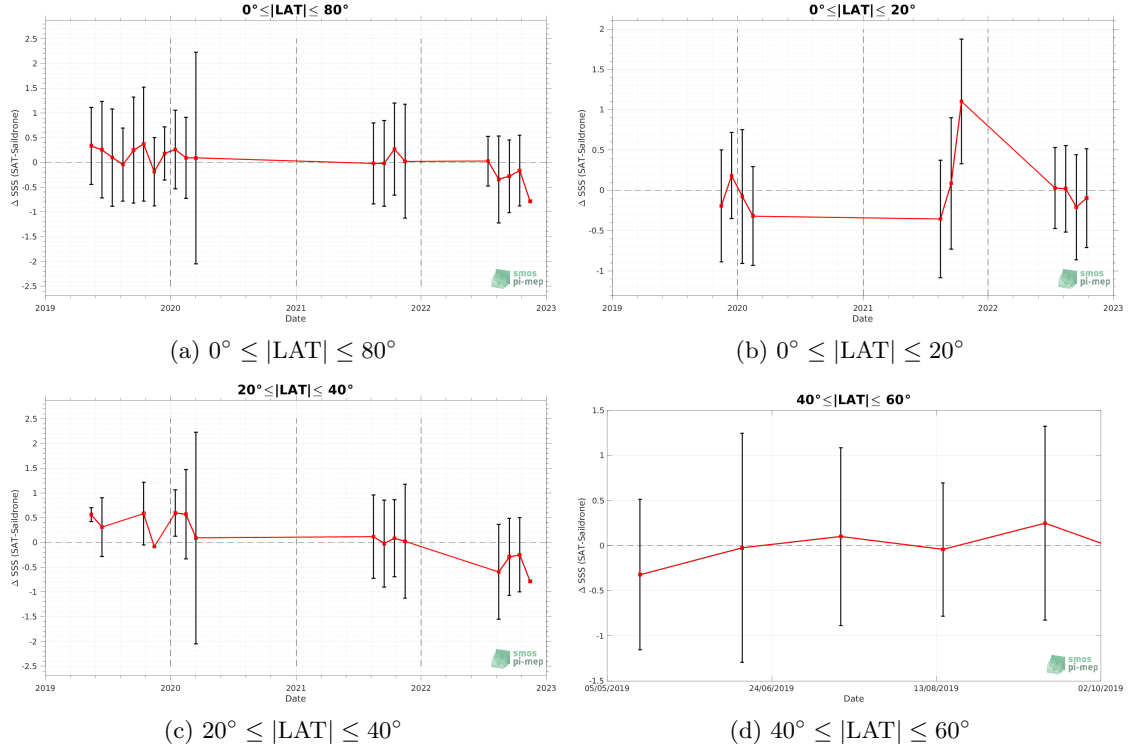 0°≤|LAT|≤ 80°
Δ SSS (SAT-Saildrone)
2.5
2
1.5
1
0.5
0
-0.5
-1
-1.5
-2
-2.5
2019
2020
2021
2022
2023
Date
smos
pi-mep
(a) 0° ≤ |LAT| ≤ 80°
0°≤|LAT|≤ 20°
Δ SSS (SAT-Saildrone)
2
1.5
1
0.5
0
-0.5
-1
2019
2020
2021
2022
2023
Date
smos
pi-mep
(b) 0° ≤ |LAT| ≤ 20°
20°≤|LAT|≤ 40°
Δ SSS (SAT-Saildrone)
2.5
2
1.5
1
0.5
0
-0.5
-1
-1.5
-2
-2.5
2019
2020
2021
2022
2023
Date
smos
pi-mep
(c) 20° ≤ |LAT| ≤ 40°
40°≤|LAT|≤ 60°
Δ SSS (SAT-Saildrone)
1.5
1
0.5
0
-0.5
-1
-1.5
05/05/2019
24/06/2019
13/08/2019
02/10/2019
Date
smos
pi-mep
(d) 40° ≤ |LAT| ≤ 60°